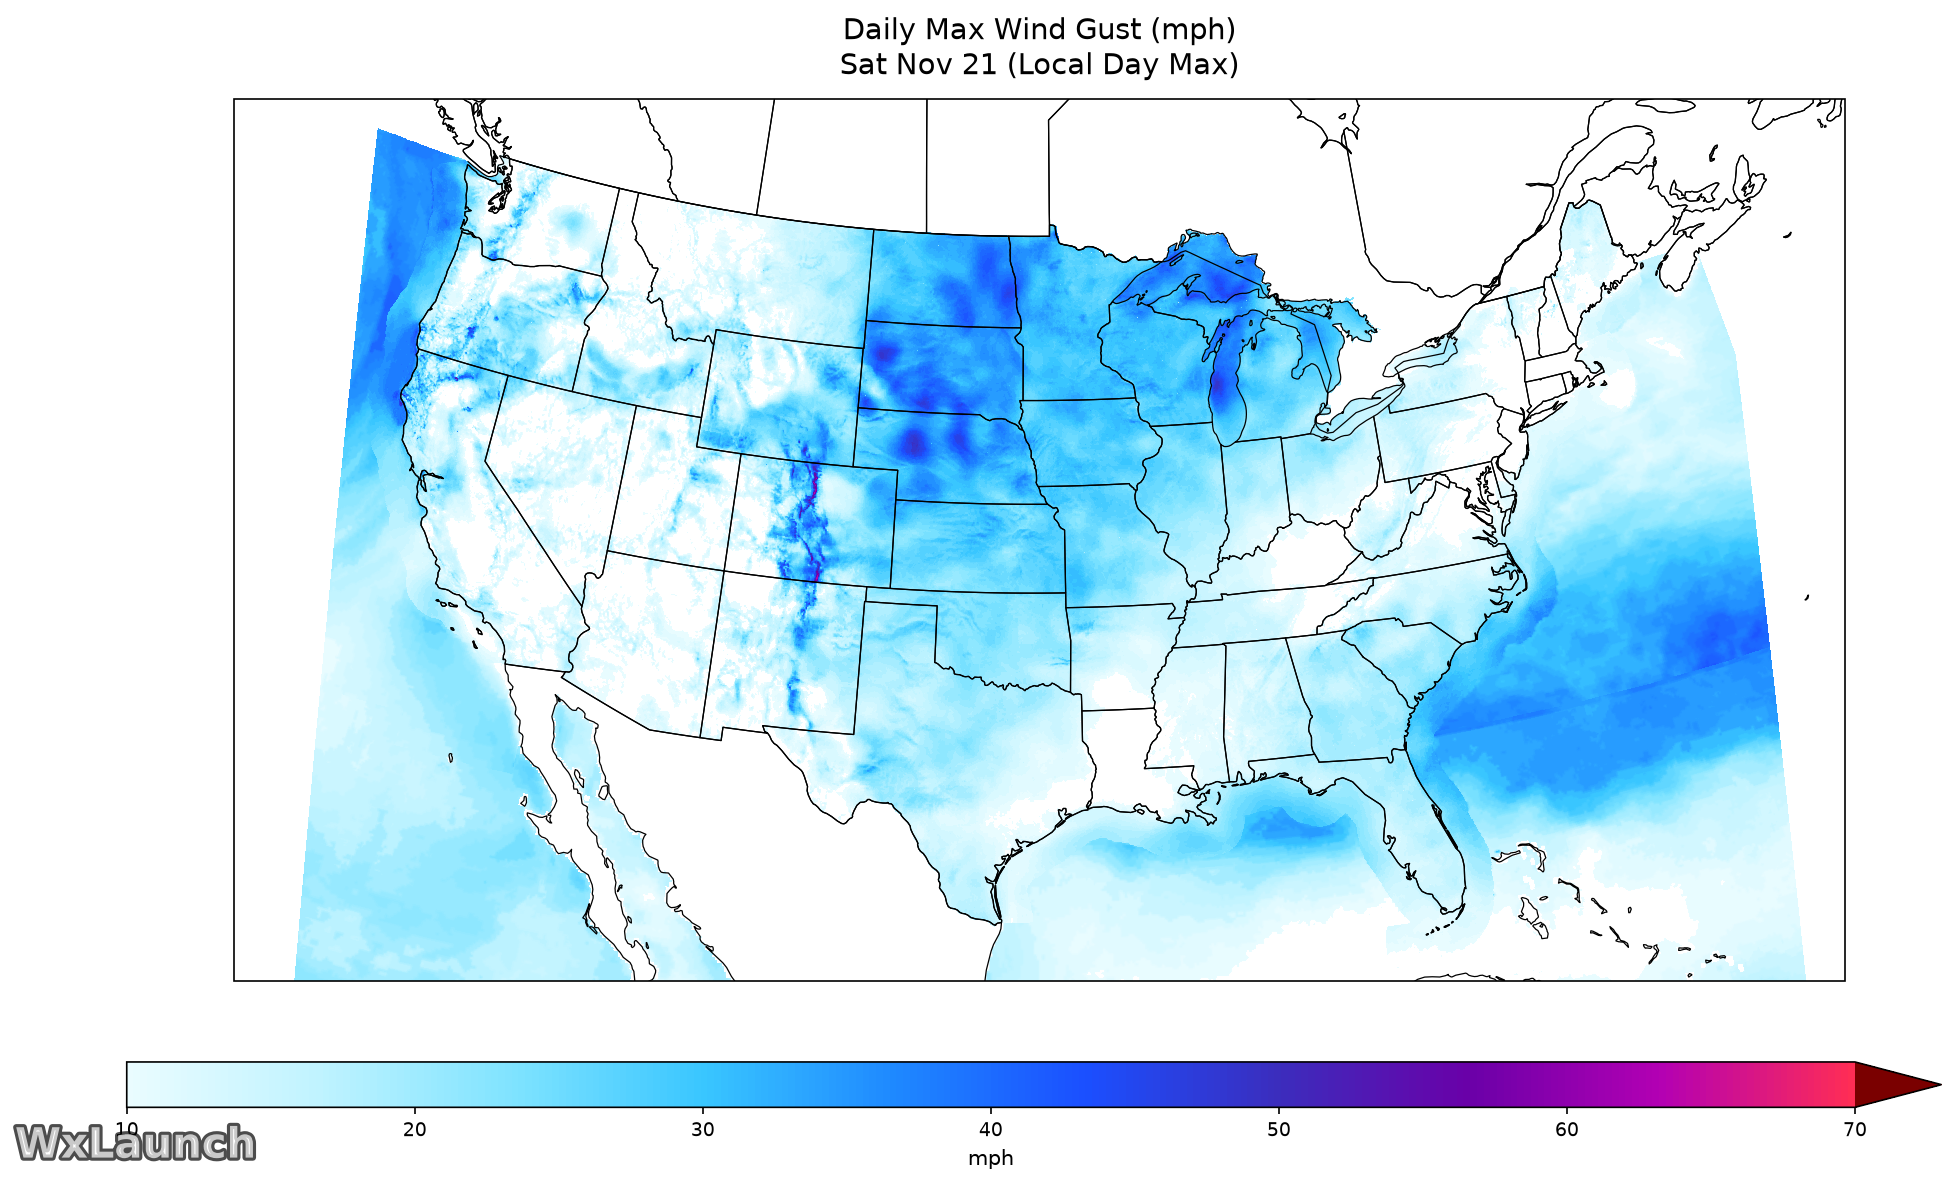 Daily Max Wind Gust (mph)
Sat Nov 21 (Local Day Max)
10 20 30 40 50 60 70
mph
WxLaunch